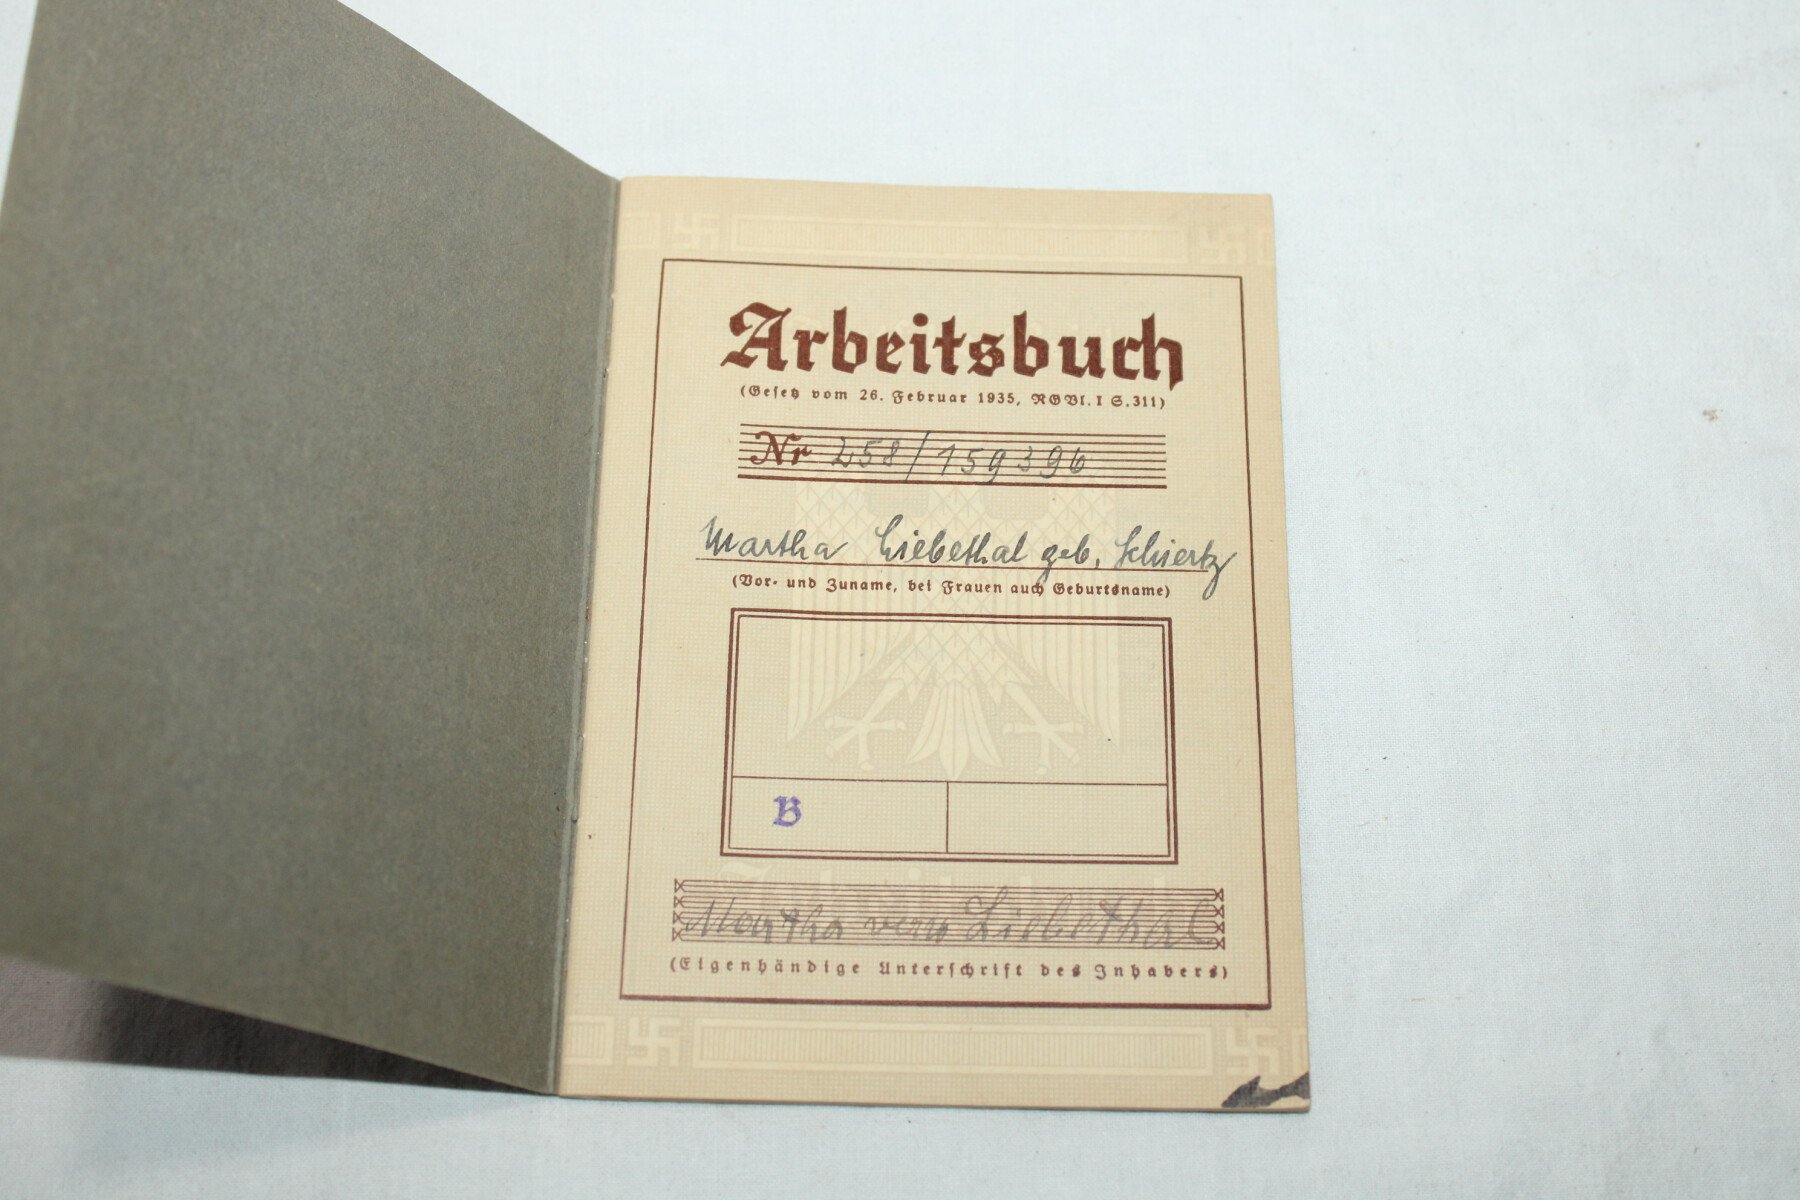 Arbeitsbuch
(Gesetz vom 26. Februar 1935, RGBl. I S. 311)
Nr 258/159396
Martha Liebethal geb. Schiertz
(Vor- und Zuname, bei Frauen auch Geburtsname)
B
Martha Liebethal
(Eigenhändige Unterschrift des Inhabers)